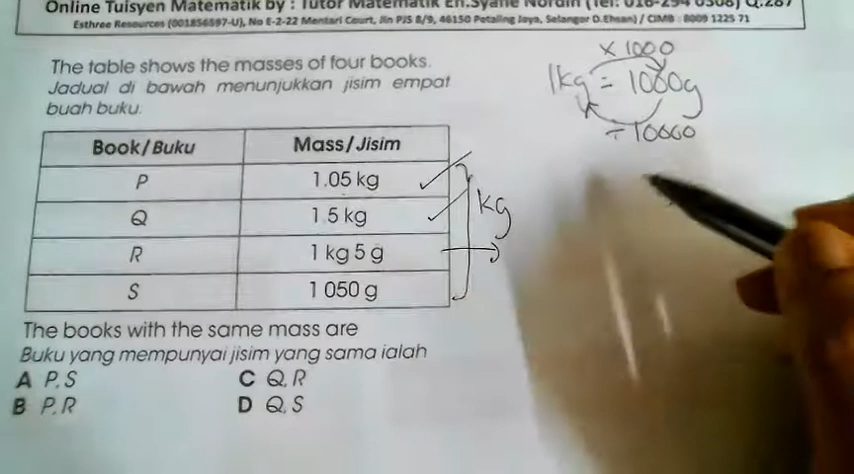 Online Tuisyen Matematik by : Tutor Matematik En.Syahe Nordin (Tel: 016-294 0308) Q.287
Esthree Resources (001856597-U), No E-2-22 Mentari Court, Jln PJS 8/9, 46150 Petaling Jaya, Selangor D.Ehsan) / CIMB : 8009 1225 71
The table shows the masses of four books.
Jadual di bawah menunjukkan jisim empat
buah buku.
× 1000
1kg = 1000g
÷ 10000
Book/Buku Mass/Jisim
P 1.05 kg
Q 1.5 kg
R 1 kg 5 g
S 1 050 g
kg
The books with the same mass are
Buku yang mempunyai jisim yang sama ialah
A P, S C Q, R
B P, R D Q, S